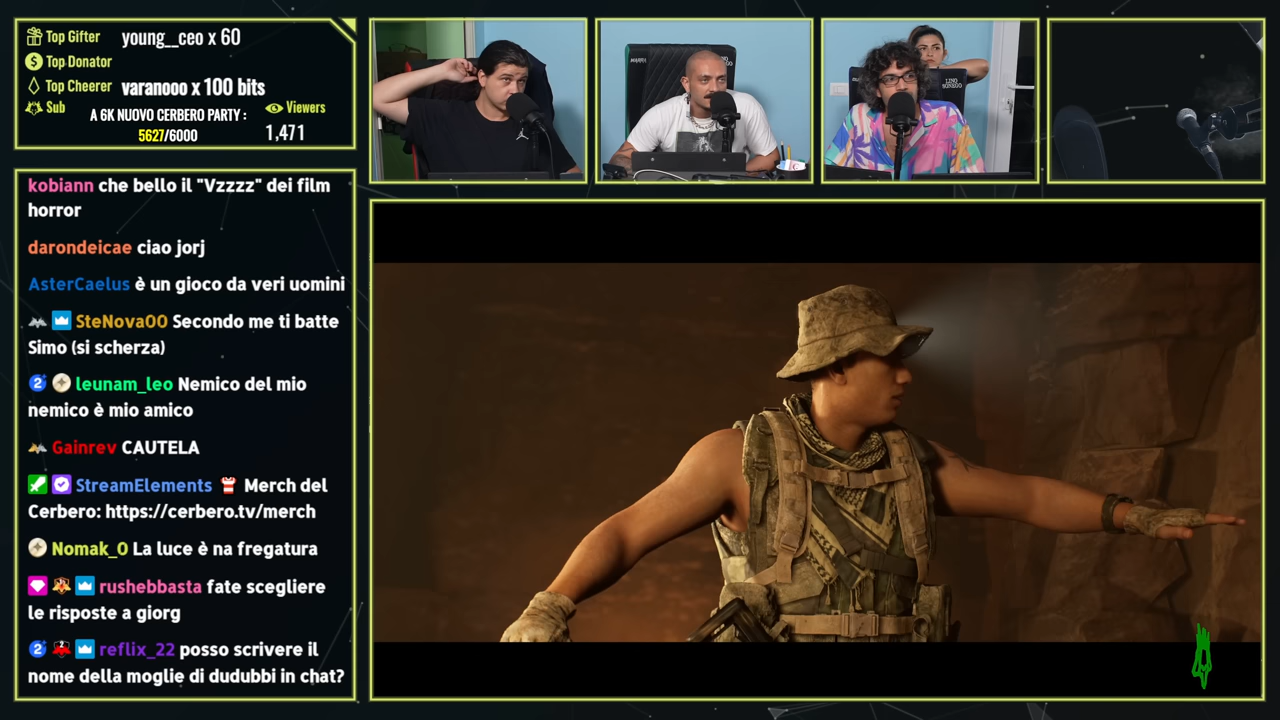 Top Gifter young__ceo x 60
Top Donator
Top Cheerer varanooo x 100 bits
Sub
A 6K NUOVO CERBERO PARTY :
5627/6000
Viewers
1,471
kobiann che bello il "Vzzzz" dei film
horror
darondeicae ciao jorj
AsterCaelus è un gioco da veri uomini
SteNova00 Secondo me ti batte
Simo (si scherza)
leunam_leo Nemico del mio
nemico è mio amico
Gainrev CAUTELA
StreamElements Merch del
Cerbero: https://cerbero.tv/merch
Nomak_0 La luce è na fregatura
rushebbasta fate scegliere
le risposte a giorg
reflix_22 posso scrivere il
nome della moglie di dudubbi in chat?